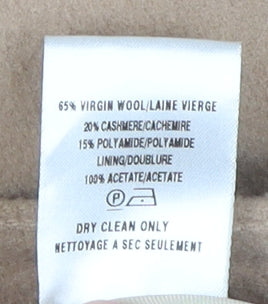 65% VIRGIN WOOL/LAINE VIERGE
20% CASHMERE/CACHEMIRE
15% POLYAMIDE/POLYAMIDE
LINING/DOUBLURE
100% ACETATE/ACETATE
P
DRY CLEAN ONLY
NETTOYAGE A SEC SEULEMENT